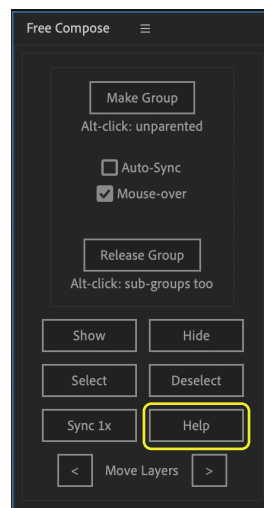 Free Compose ≡
Make Group
Alt-click: unparented
Auto-Sync
Mouse-over
Release Group
Alt-click: sub-groups too
Show Hide
Select Deselect
Sync 1x Help
< Move Layers >